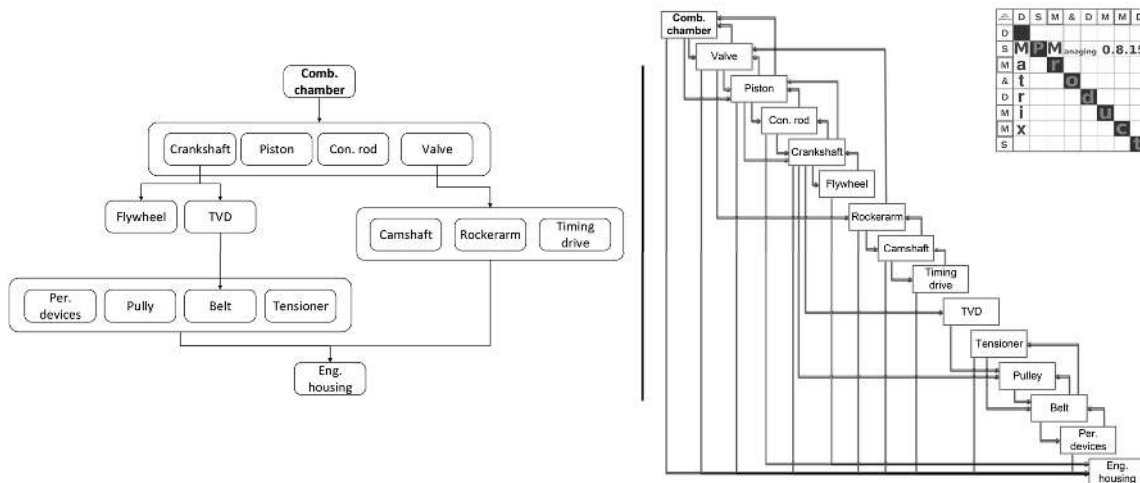 Comb.
chamber
Crankshaft
Piston
Con. rod
Valve
Flywheel
TVD
Camshaft
Rockerarm
Timing
drive
Per.
devices
Pully
Belt
Tensioner
Eng.
housing
Comb.
chamber
Valve
Piston
Con. rod
Crankshaft
Flywheel
Rockerarm
Camshaft
Timing
drive
TVD
Tensioner
Pulley
Belt
Per.
devices
Eng.
housing
D S M & D M M D
D
S M P M anaging 0.8.15
M a r
& t o
D r d
M i u
M x c
S t